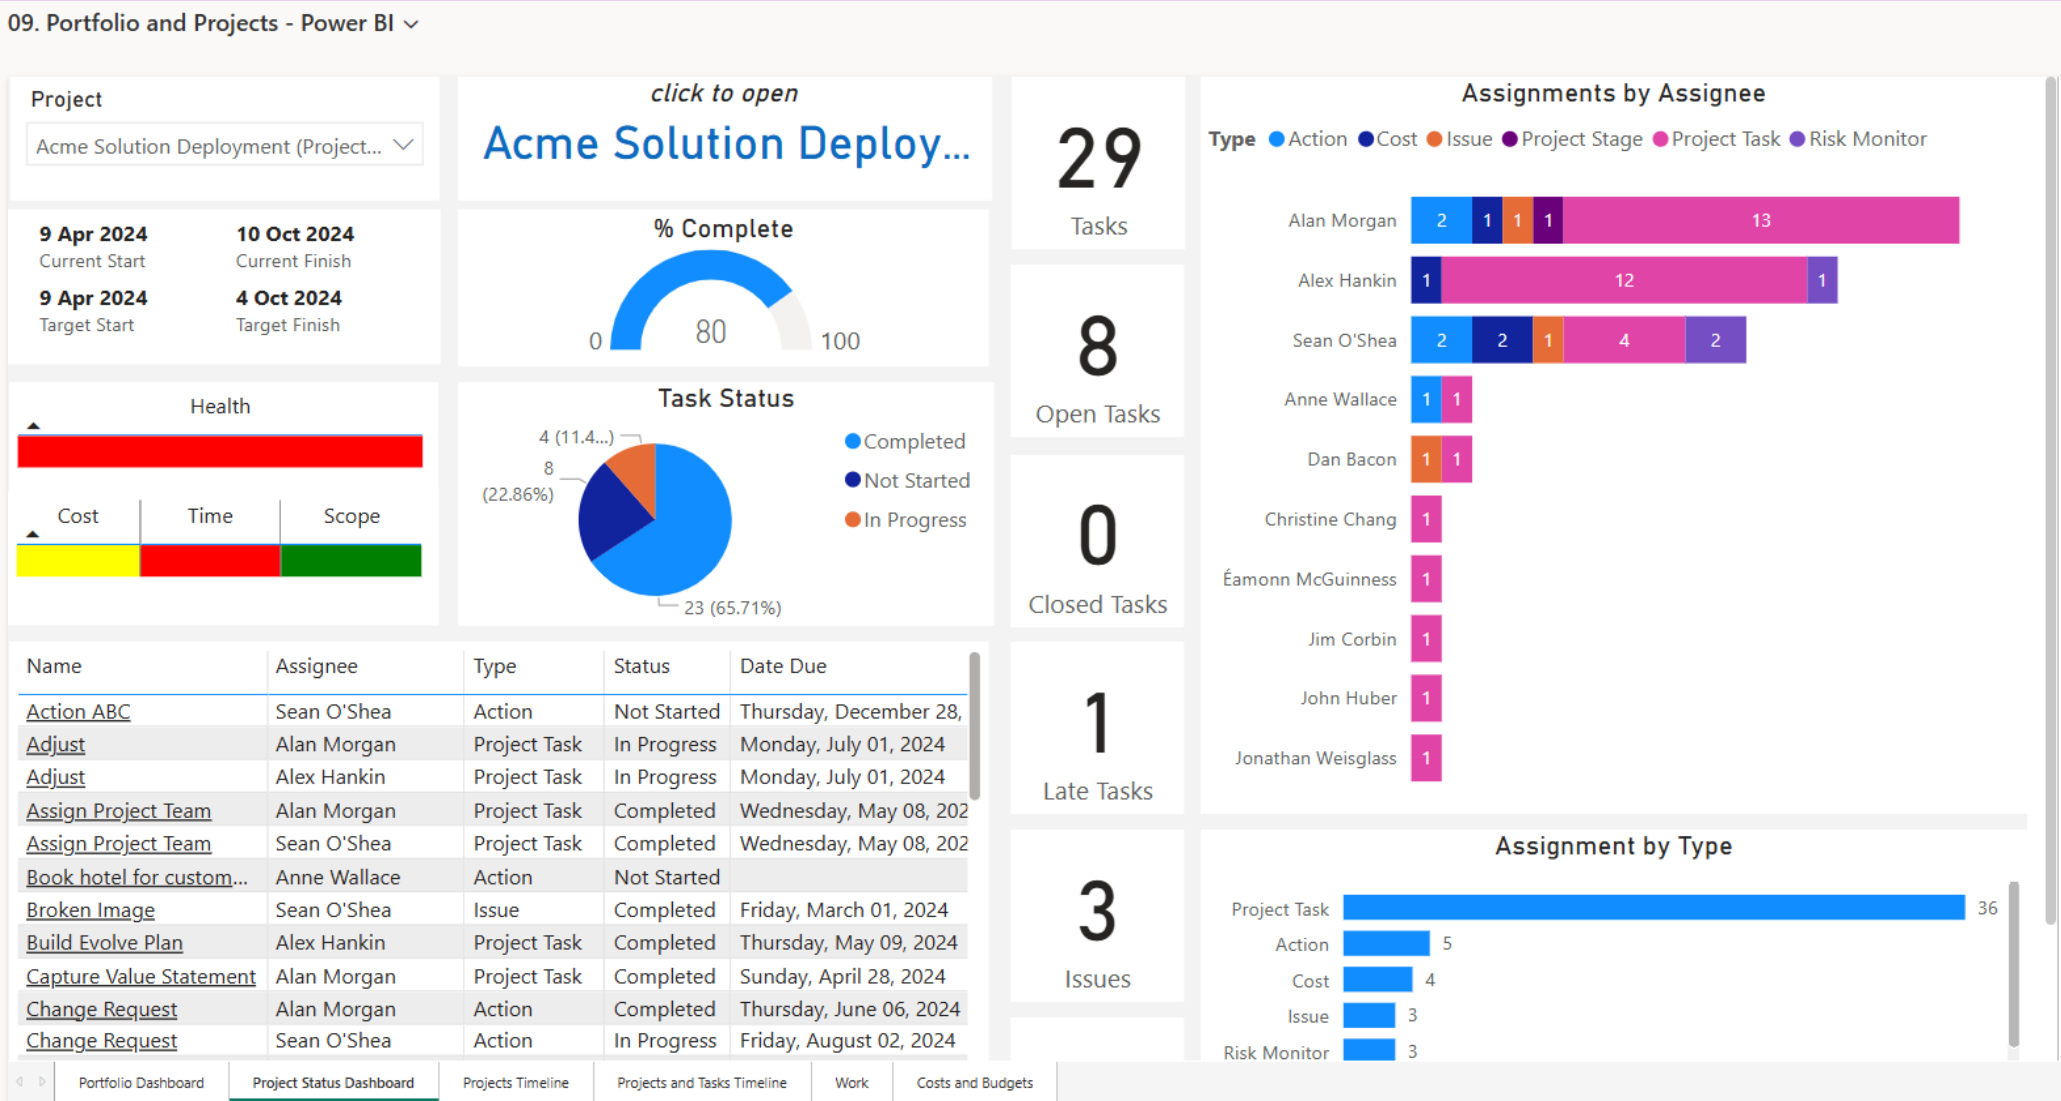 09. Portfolio and Projects - Power BI
Project
Acme Solution Deployment (Project...
9 Apr 2024
Current Start
10 Oct 2024
Current Finish
9 Apr 2024
Target Start
4 Oct 2024
Target Finish
Health
Cost Time Scope
click to open
Acme Solution Deploy...
% Complete
0 80 100
Task Status
4 (11.4...)
8
(22.86%)
23 (65.71%)
Completed
Not Started
In Progress
29
Tasks
8
Open Tasks
0
Closed Tasks
1
Late Tasks
3
Issues
Assignments by Assignee
Type Action Cost Issue Project Stage Project Task Risk Monitor
Alan Morgan 2 1 1 1 13
Alex Hankin 1 12 1
Sean O'Shea 2 2 1 4 2
Anne Wallace 1 1
Dan Bacon 1 1
Christine Chang 1
Éamonn McGuinness 1
Jim Corbin 1
John Huber 1
Jonathan Weisglass 1
Assignment by Type
Project Task 36
Action 5
Cost 4
Issue 3
Risk Monitor 3
Name Assignee Type Status Date Due
Action ABC Sean O'Shea Action Not Started Thursday, December 28,
Adjust Alan Morgan Project Task In Progress Monday, July 01, 2024
Adjust Alex Hankin Project Task In Progress Monday, July 01, 2024
Assign Project Team Alan Morgan Project Task Completed Wednesday, May 08, 202
Assign Project Team Sean O'Shea Project Task Completed Wednesday, May 08, 202
Book hotel for custom... Anne Wallace Action Not Started
Broken Image Sean O'Shea Issue Completed Friday, March 01, 2024
Build Evolve Plan Alex Hankin Project Task Completed Thursday, May 09, 2024
Capture Value Statement Alan Morgan Project Task Completed Sunday, April 28, 2024
Change Request Alan Morgan Action Completed Thursday, June 06, 2024
Change Request Sean O'Shea Action In Progress Friday, August 02, 2024
Portfolio Dashboard Project Status Dashboard Projects Timeline Projects and Tasks Timeline Work Costs and Budgets